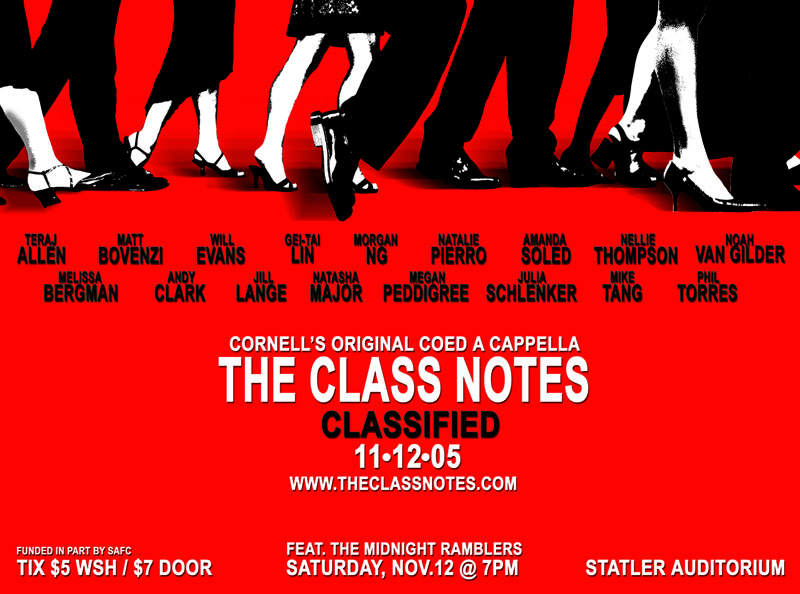 TERAJ ALLEN MATT BOVENZI WILL EVANS GEI-TAI LIN MORGAN NG NATALIE PIERRO AMANDA SOLED NELLIE THOMPSON NOAH VAN GILDER
MELISSA BERGMAN ANDY CLARK JILL LANGE NATASHA MAJOR MEGAN PEDDIGREE JULIA SCHLENKER MIKE TANG PHIL TORRES
CORNELL'S ORIGINAL COED A CAPPELLA
THE CLASS NOTES
CLASSIFIED
11•12•05
WWW.THECLASSNOTES.COM
FUNDED IN PART BY SAFC
TIX $5 WSH / $7 DOOR
FEAT. THE MIDNIGHT RAMBLERS
SATURDAY, NOV.12 @ 7PM
STATLER AUDITORIUM